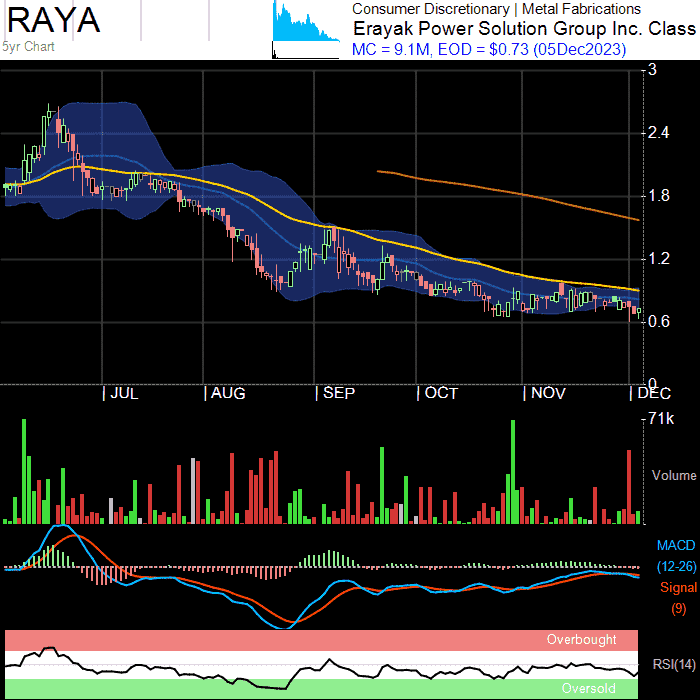 RAYA
5yr Chart
Consumer Discretionary | Metal Fabrications
Erayak Power Solution Group Inc. Class
MC = 9.1M, EOD = $0.73 (05Dec2023)
3
2.4
1.8
1.2
0.6
0
JUL
AUG
SEP
OCT
NOV
DEC
71k
Volume
MACD
(12-26)
Signal
(9)
Overbought
RSI(14)
Oversold